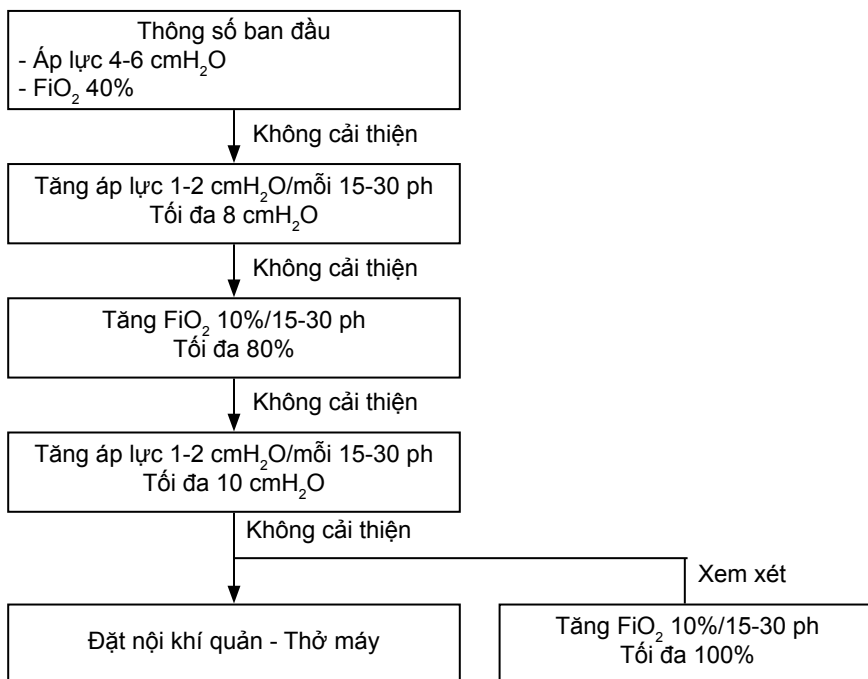 Thông số ban đầu
- Áp lực 4-6 cmH₂O
- FiO₂ 40%
Không cải thiện
Tăng áp lực 1-2 cmH₂O/mỗi 15-30 ph
Tối đa 8 cmH₂O
Không cải thiện
Tăng FiO₂ 10%/15-30 ph
Tối đa 80%
Không cải thiện
Tăng áp lực 1-2 cmH₂O/mỗi 15-30 ph
Tối đa 10 cmH₂O
Không cải thiện
Xem xét
Đặt nội khí quản - Thở máy
Tăng FiO₂ 10%/15-30 ph
Tối đa 100%